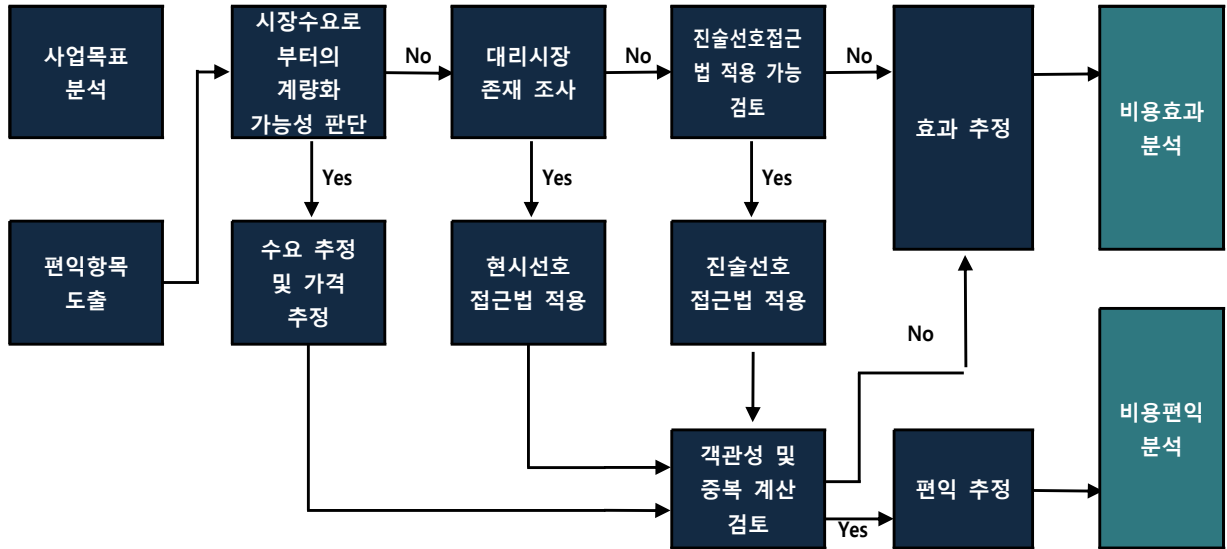 사업목표
분석
시장수요로
부터의
계량화
가능성 판단
No
대리시장
존재 조사
No
진술선호접근
법 적용 가능
검토
No
효과 추정
비용효과
분석
Yes
Yes
Yes
편익항목
도출
수요 추정
및 가격
추정
현시선호
접근법 적용
진술선호
접근법 적용
No
객관성 및
중복 계산
검토
Yes
편익 추정
비용편익
분석